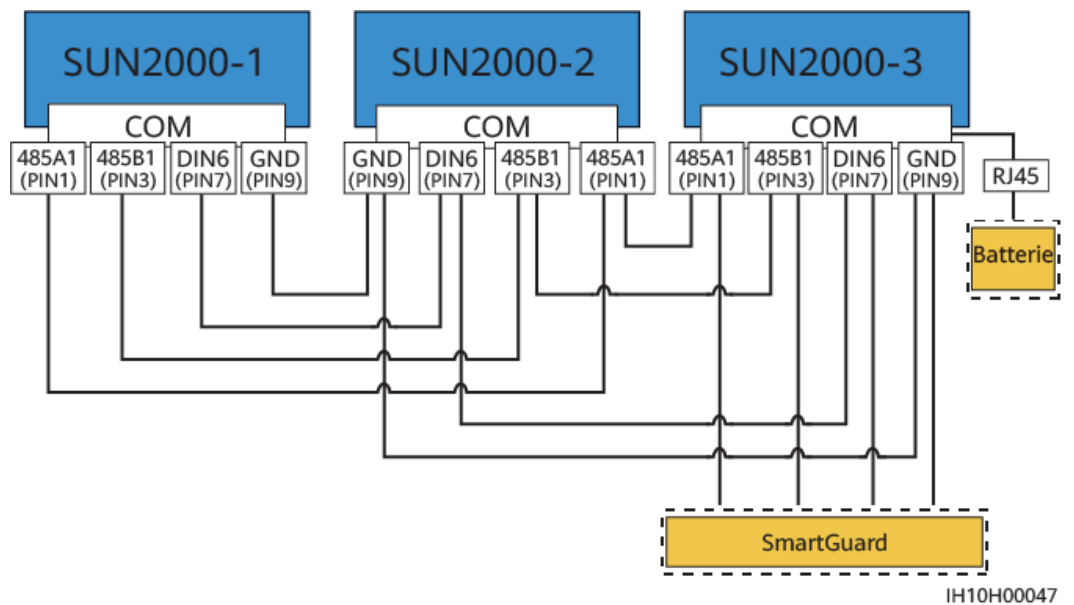 SUN2000-1 SUN2000-2 SUN2000-3
COM COM COM
485A1 485B1 DIN6 GND GND DIN6 485B1 485A1 485A1 485B1 DIN6 GND
(PIN1) (PIN3) (PIN7) (PIN9) (PIN9) (PIN7) (PIN3) (PIN1) (PIN1) (PIN3) (PIN7) (PIN9)
RJ45
Batterie
SmartGuard
IH10H00047